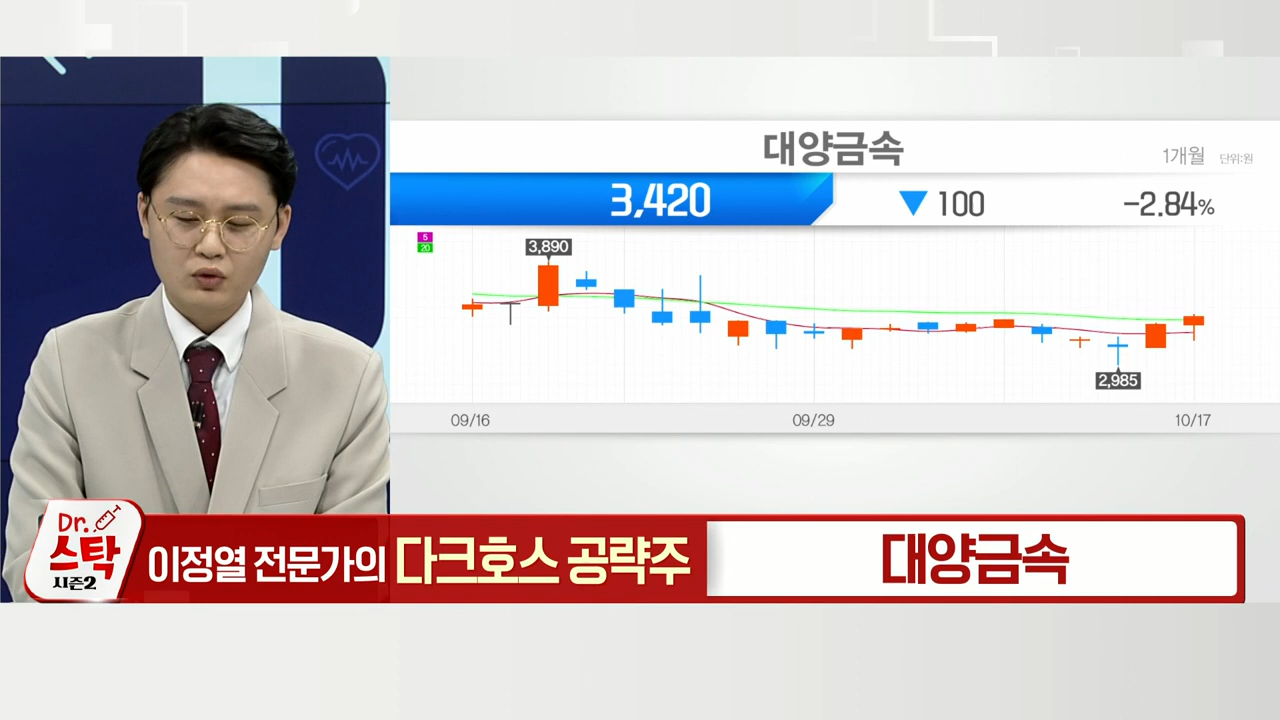 대양금속
1개월 단위:원
3,420 ▼ 100 -2.84%
5
20
3,890
2,985
09/16 09/29 10/17
Dr.
스탁
시즌2
이정열 전문가의 다크호스 공략주 대양금속